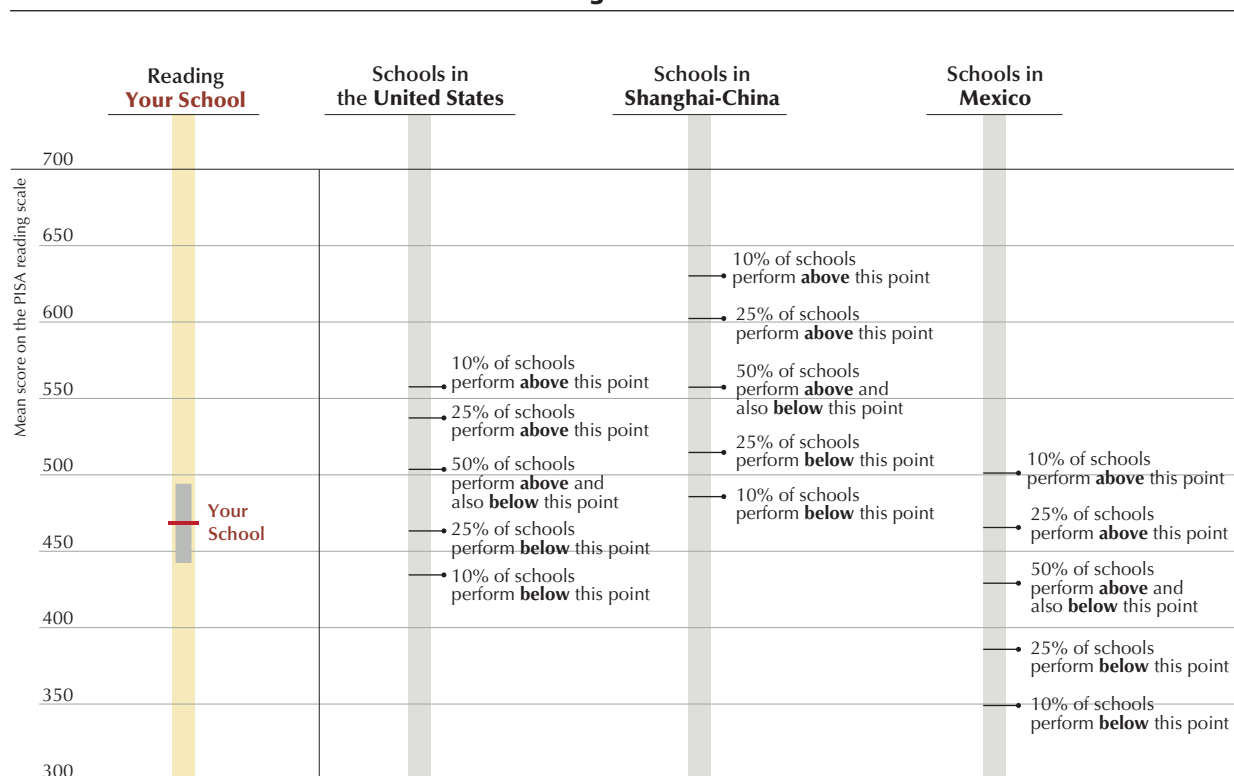 Reading
Your School
Schools in
the United States
Schools in
Shanghai-China
Schools in
Mexico
Mean score on the PISA reading scale
700
650
600
550
500
450
400
350
300
Your
School
10% of schools
perform above this point
25% of schools
perform above this point
50% of schools
perform above and
also below this point
25% of schools
perform below this point
10% of schools
perform below this point
10% of schools
perform above this point
25% of schools
perform above this point
50% of schools
perform above and
also below this point
25% of schools
perform below this point
10% of schools
perform below this point
10% of schools
perform above this point
25% of schools
perform above this point
50% of schools
perform above and
also below this point
25% of schools
perform below this point
10% of schools
perform below this point